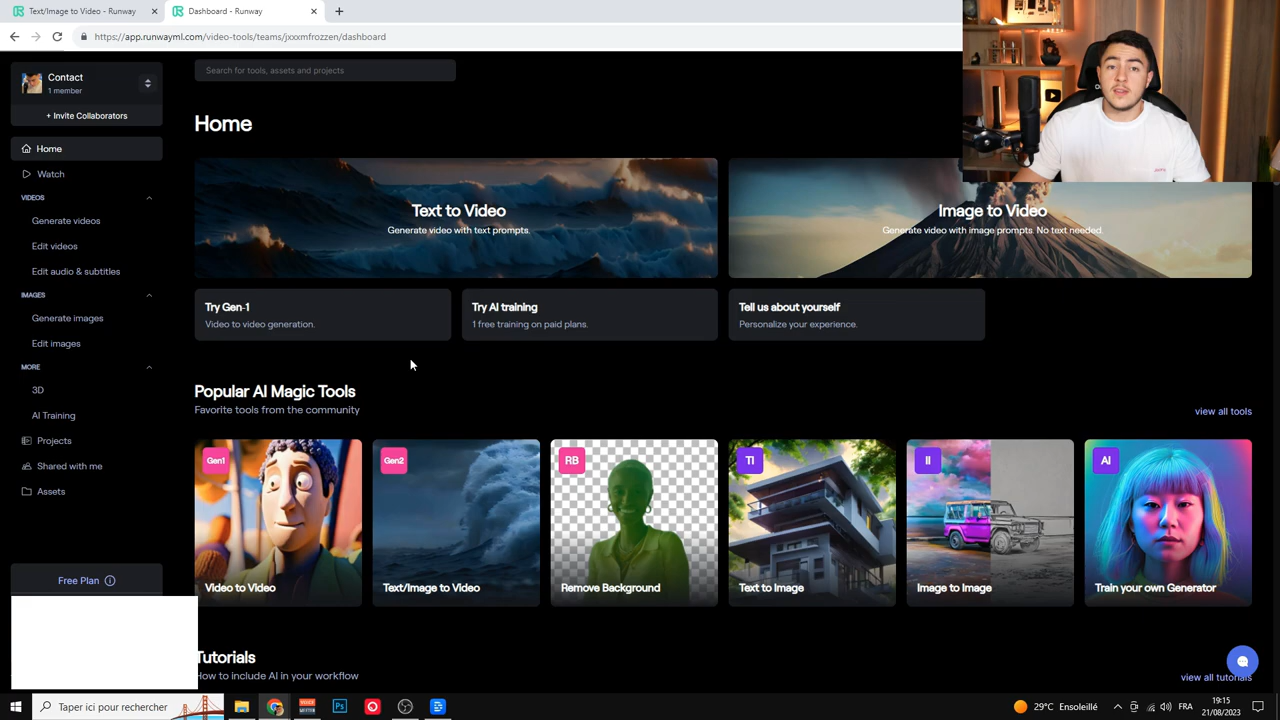 Text/Image to Video - Runway
Dashboard - Runway
https://app.runwayml.com/video-tools/teams/jxxxmfrozzen/dashboard
Contact
1 member
+ Invite Collaborators
Home
Watch
VIDEOS
Generate videos
Edit videos
Edit audio & subtitles
IMAGES
Generate images
Edit images
MORE
3D
AI Training
Projects
Shared with me
Assets
Free Plan
Search for tools, assets and projects
Home
Text to Video
Generate video with text prompts.
Image to Video
Generate video with image prompts. No text needed.
Try Gen-1
Video to video generation.
Try AI training
1 free training on paid plans.
Tell us about yourself
Personalize your experience.
Popular AI Magic Tools
Favorite tools from the community
view all tools
Gen1
Video to Video
Gen2
Text/Image to Video
RB
Remove Background
TI
Text to Image
II
Image to Image
AI
Train your own Generator
Tutorials
How to include AI in your workflow
view all tutorials
Taper ici pour rechercher
Ps
29°C Ensoleillé
FRA
19:15
21/08/2023